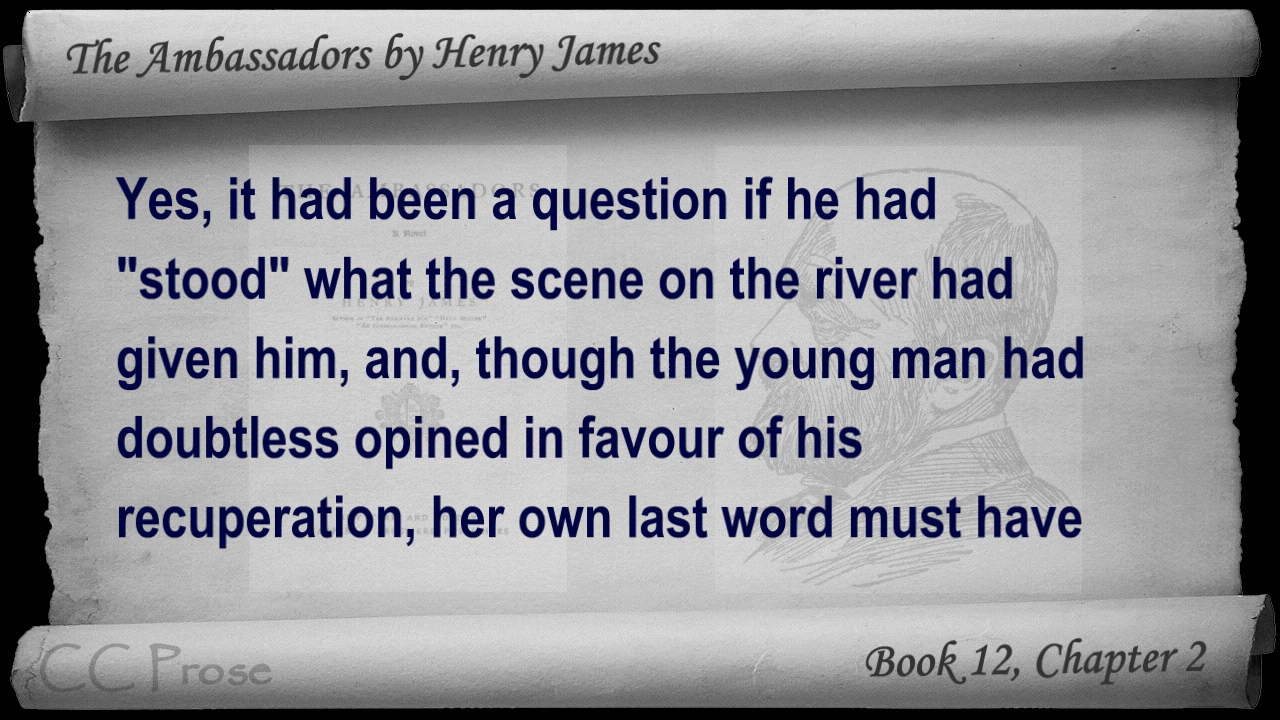 The Ambassadors by Henry James
Yes, it had been a question if he had
"stood" what the scene on the river had
given him, and, though the young man had
doubtless opined in favour of his
recuperation, her own last word must have
CC Prose
Book 12, Chapter 2